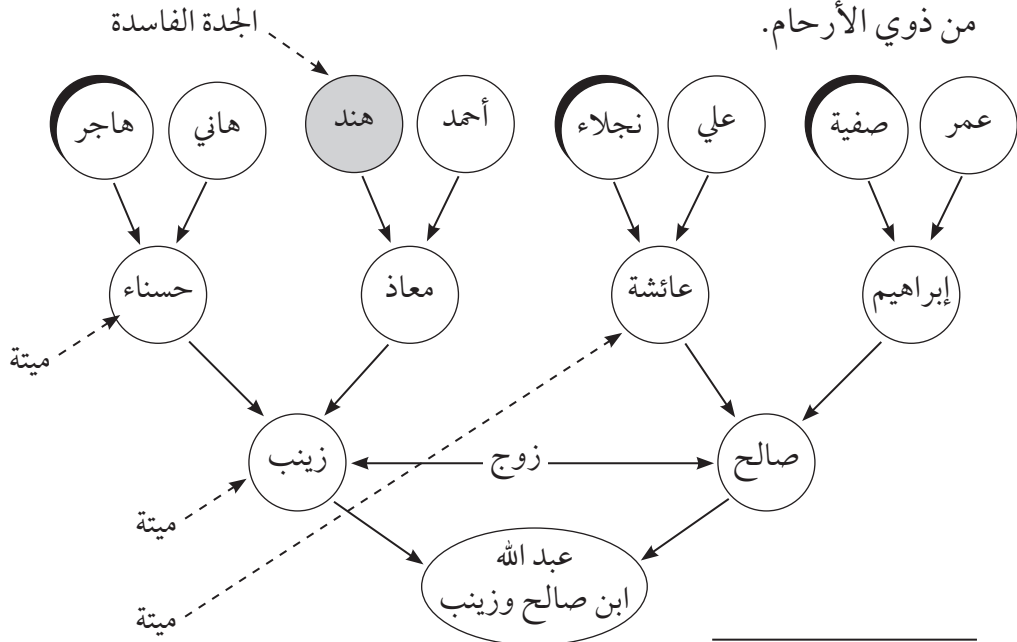 من ذوي الأرحام.
الجدة الفاسدة
عمر
صفية
علي
نجلاء
أحمد
هند
هاني
هاجر
إبراهيم
عائشة
معاذ
حسناء
ميتة
صالح
زوج
زينب
ميتة
عبد الله
ابن صالح وزينب
ميتة